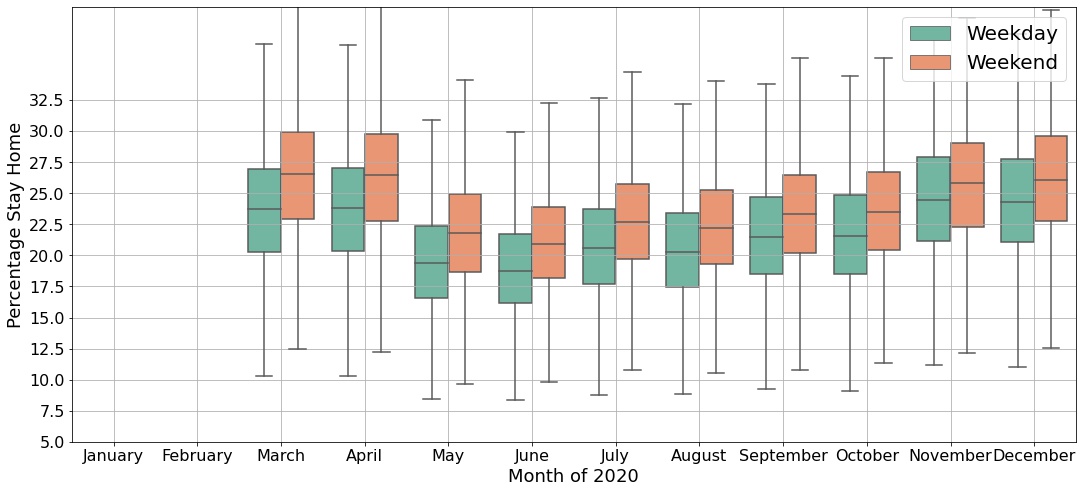 Weekday
Weekend
Percentage Stay Home
32.5
30.0
27.5
25.0
22.5
20.0
17.5
15.0
12.5
10.0
7.5
5.0
January February March April May June July August September October November December
Month of 2020